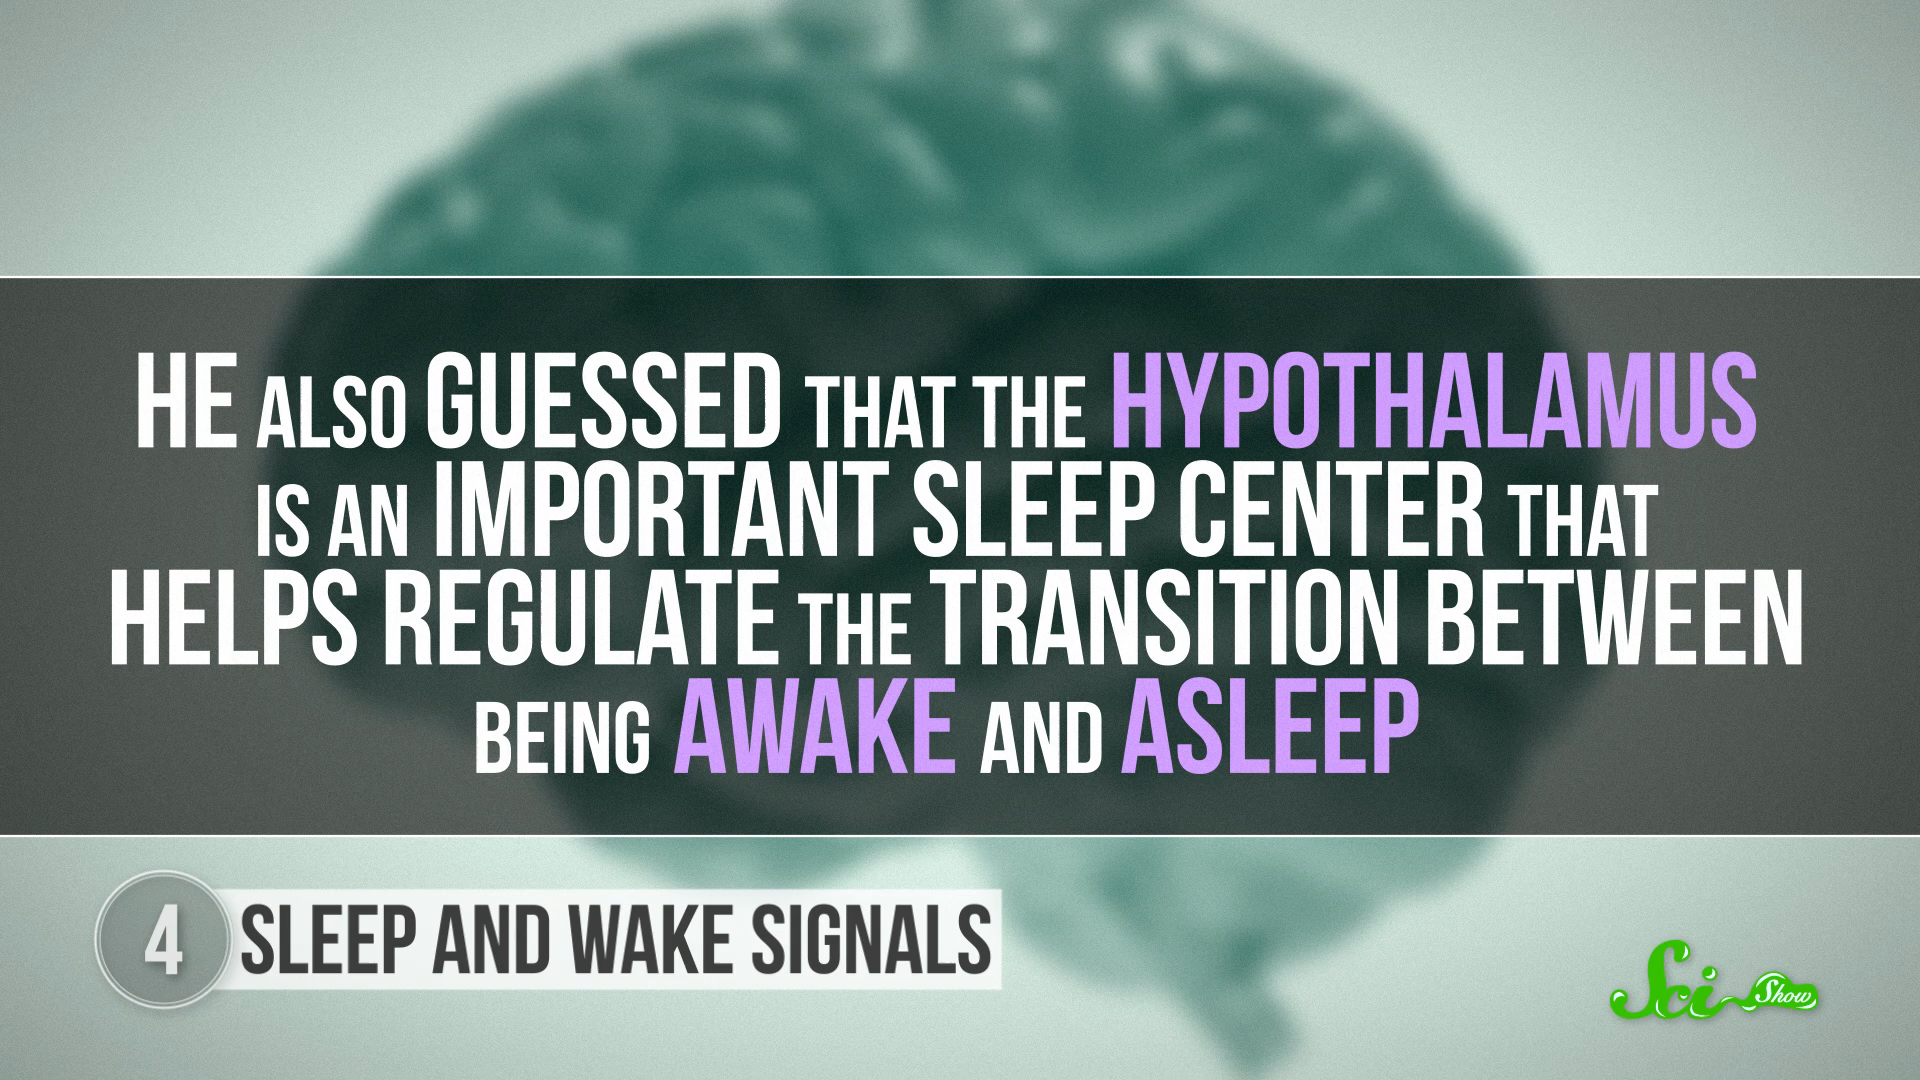 HE ALSO GUESSED THAT THE HYPOTHALAMUS
IS AN IMPORTANT SLEEP CENTER THAT
HELPS REGULATE THE TRANSITION BETWEEN
BEING AWAKE AND ASLEEP
4 SLEEP AND WAKE SIGNALS
Sci Show